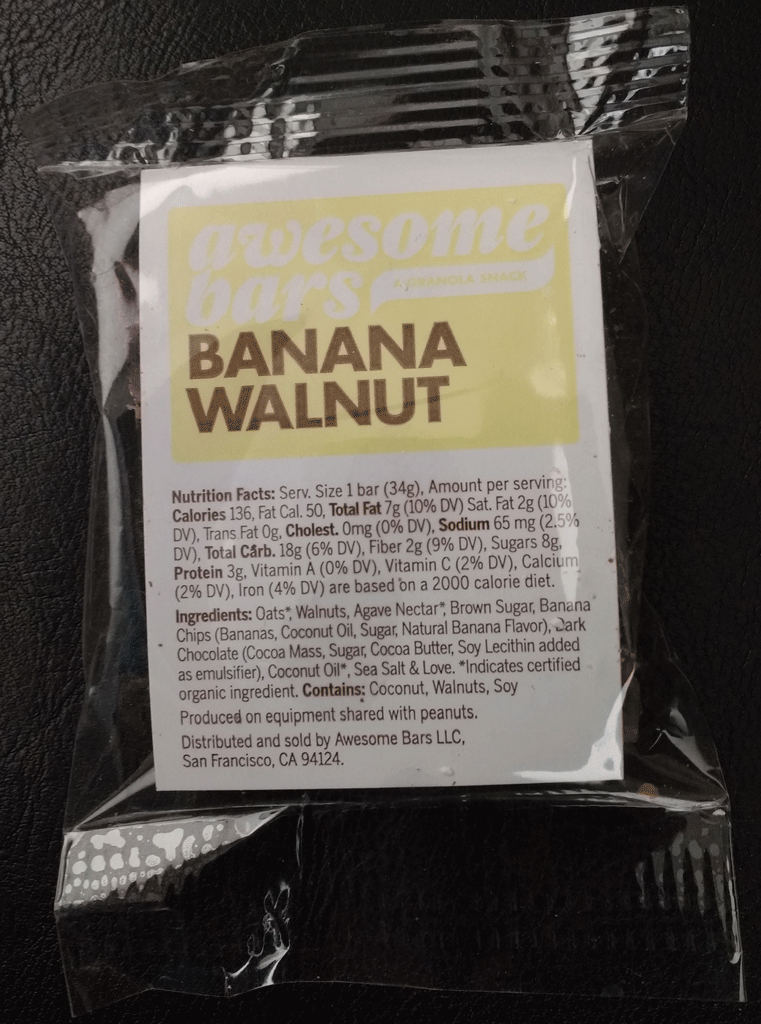 awesome
bars
A GRANOLA SNACK
BANANA
WALNUT
Nutrition Facts: Serv. Size 1 bar (34g), Amount per serving:
Calories 136, Fat Cal. 50, Total Fat 7g (10% DV) Sat. Fat 2g (10%
DV), Trans Fat 0g, Cholest. 0mg (0% DV), Sodium 65 mg (2.5%
DV), Total Carb. 18g (6% DV), Fiber 2g (9% DV), Sugars 8g,
Protein 3g, Vitamin A (0% DV), Vitamin C (2% DV), Calcium
(2% DV), Iron (4% DV) are based on a 2000 calorie diet.
Ingredients: Oats*, Walnuts, Agave Nectar*, Brown Sugar, Banana
Chips (Bananas, Coconut Oil, Sugar, Natural Banana Flavor), Dark
Chocolate (Cocoa Mass, Sugar, Cocoa Butter, Soy Lecithin added
as emulsifier), Coconut Oil*, Sea Salt & Love. *Indicates certified
organic ingredient. Contains: Coconut, Walnuts, Soy
Produced on equipment shared with peanuts.
Distributed and sold by Awesome Bars LLC,
San Francisco, CA 94124.